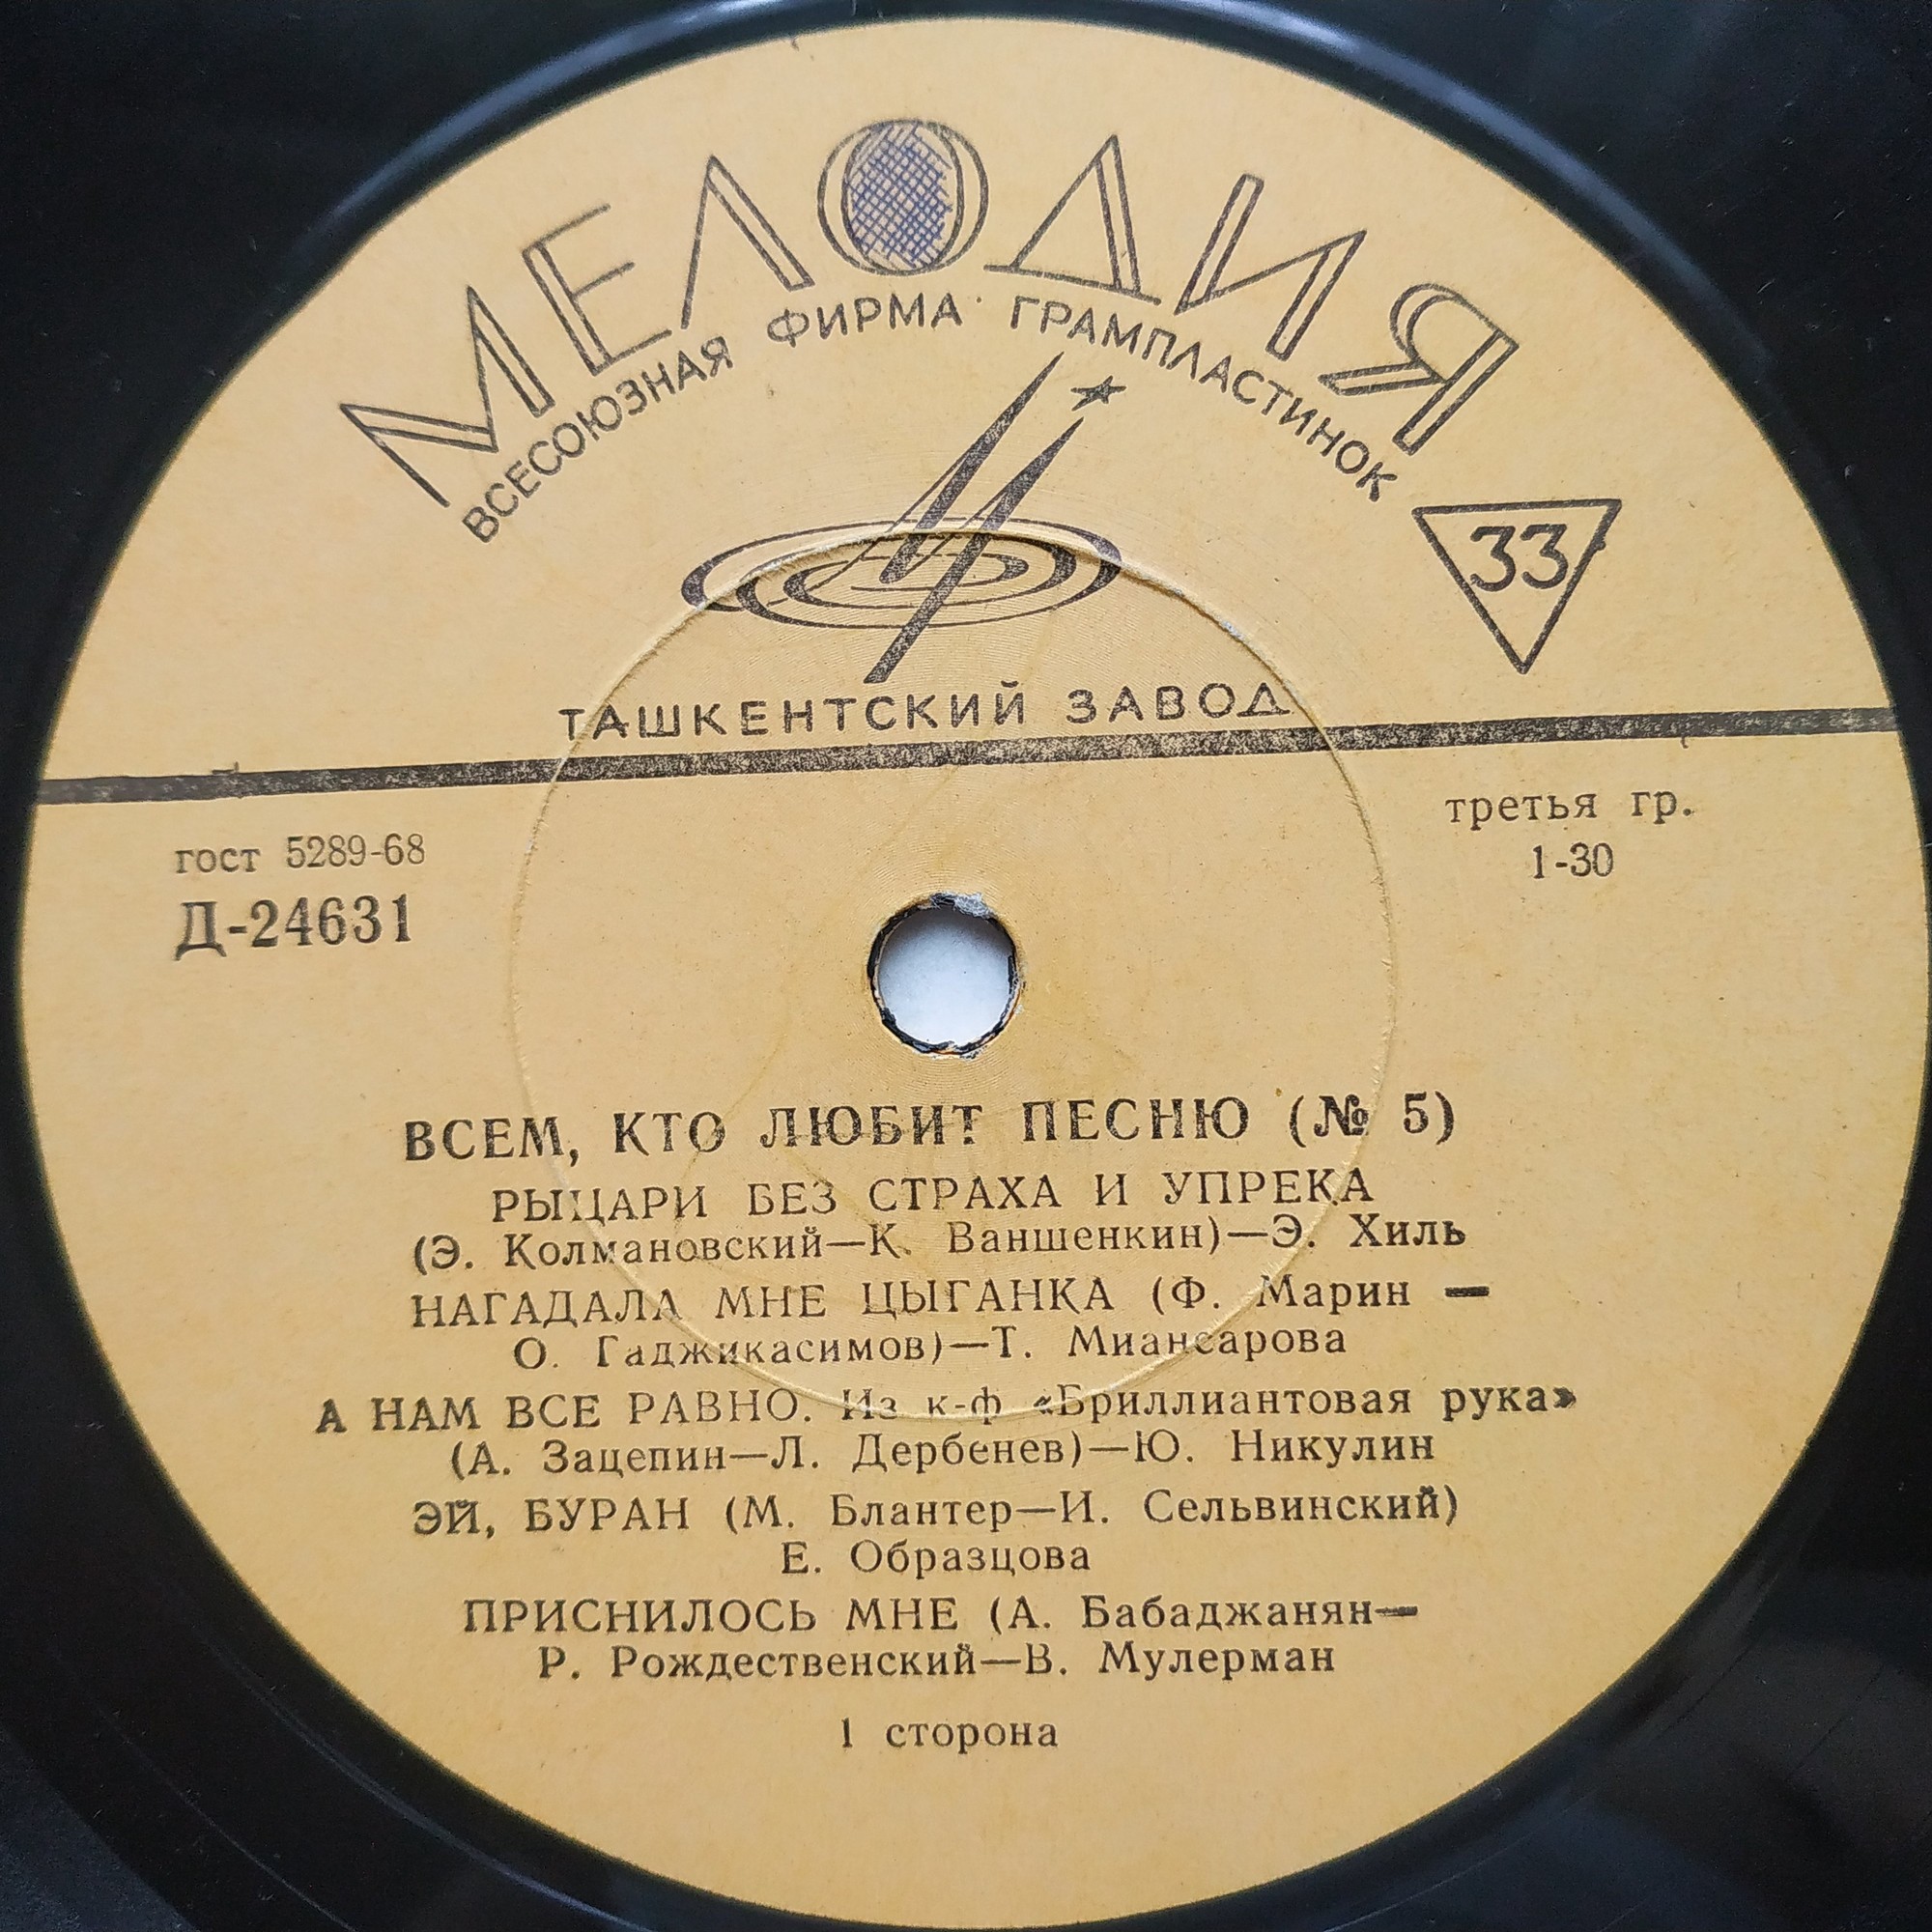 МЕЛОДИЯ
ВСЕСОЮЗНАЯ ФИРМА ГРАМПЛАСТИНОК
33
ТАШКЕНТСКИЙ ЗАВОД
гост 5289-68
третья гр.
Д-24631
1-30
ВСЕМ, КТО ЛЮБИТ ПЕСНЮ (№ 5)
РЫЦАРИ БЕЗ СТРАХА И УПРЕКА
(Э. Колмановский—К. Ваншенкин)—Э. Хиль
НАГАДАЛА МНЕ ЦЫГАНКА (Ф. Марин —
О. Гаджикасимов)—Т. Миансарова
А НАМ ВСЕ РАВНО. Из к-ф «Бриллиантовая рука»
(А. Зацепин—Л. Дербенев)—Ю. Никулин
ЭЙ, БУРАН (М. Блантер—И. Сельвинский)
Е. Образцова
ПРИСНИЛОСЬ МНЕ (А. Бабаджанян—
Р. Рождественский—В. Мулерман
1 сторона